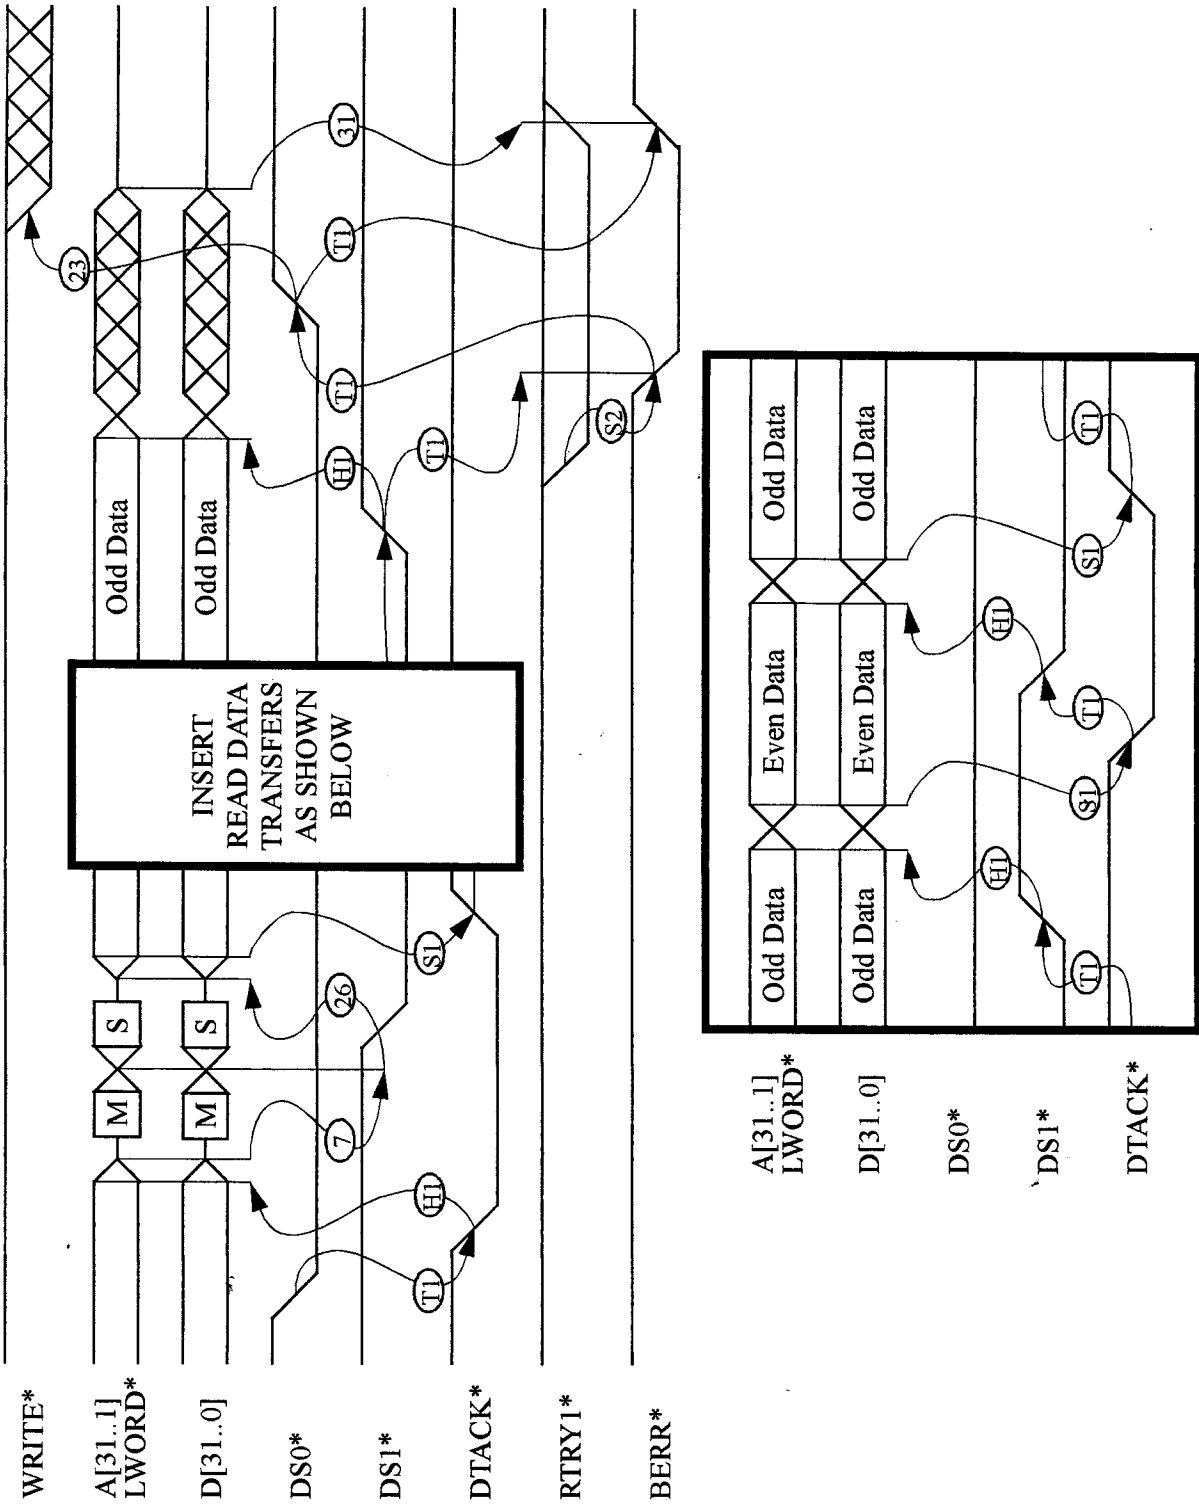 WRITE*
A[31..1]
LWORD*
D[31..0]
DS0*
DS1*
DTACK*
RTRY1*
BERR*
T1
H1
7
M
M
S
S
26
S1
INSERT
READ DATA
TRANSFERS
AS SHOWN
BELOW
Odd Data
Odd Data
H1
T1
T1
S2
23
T1
31
A[31..1]
LWORD*
D[31..0]
DS0*
DS1*
DTACK*
Odd Data
Even Data
Odd Data
Odd Data
Even Data
Odd Data
T1
H1
S1
T1
H1
S1
T1